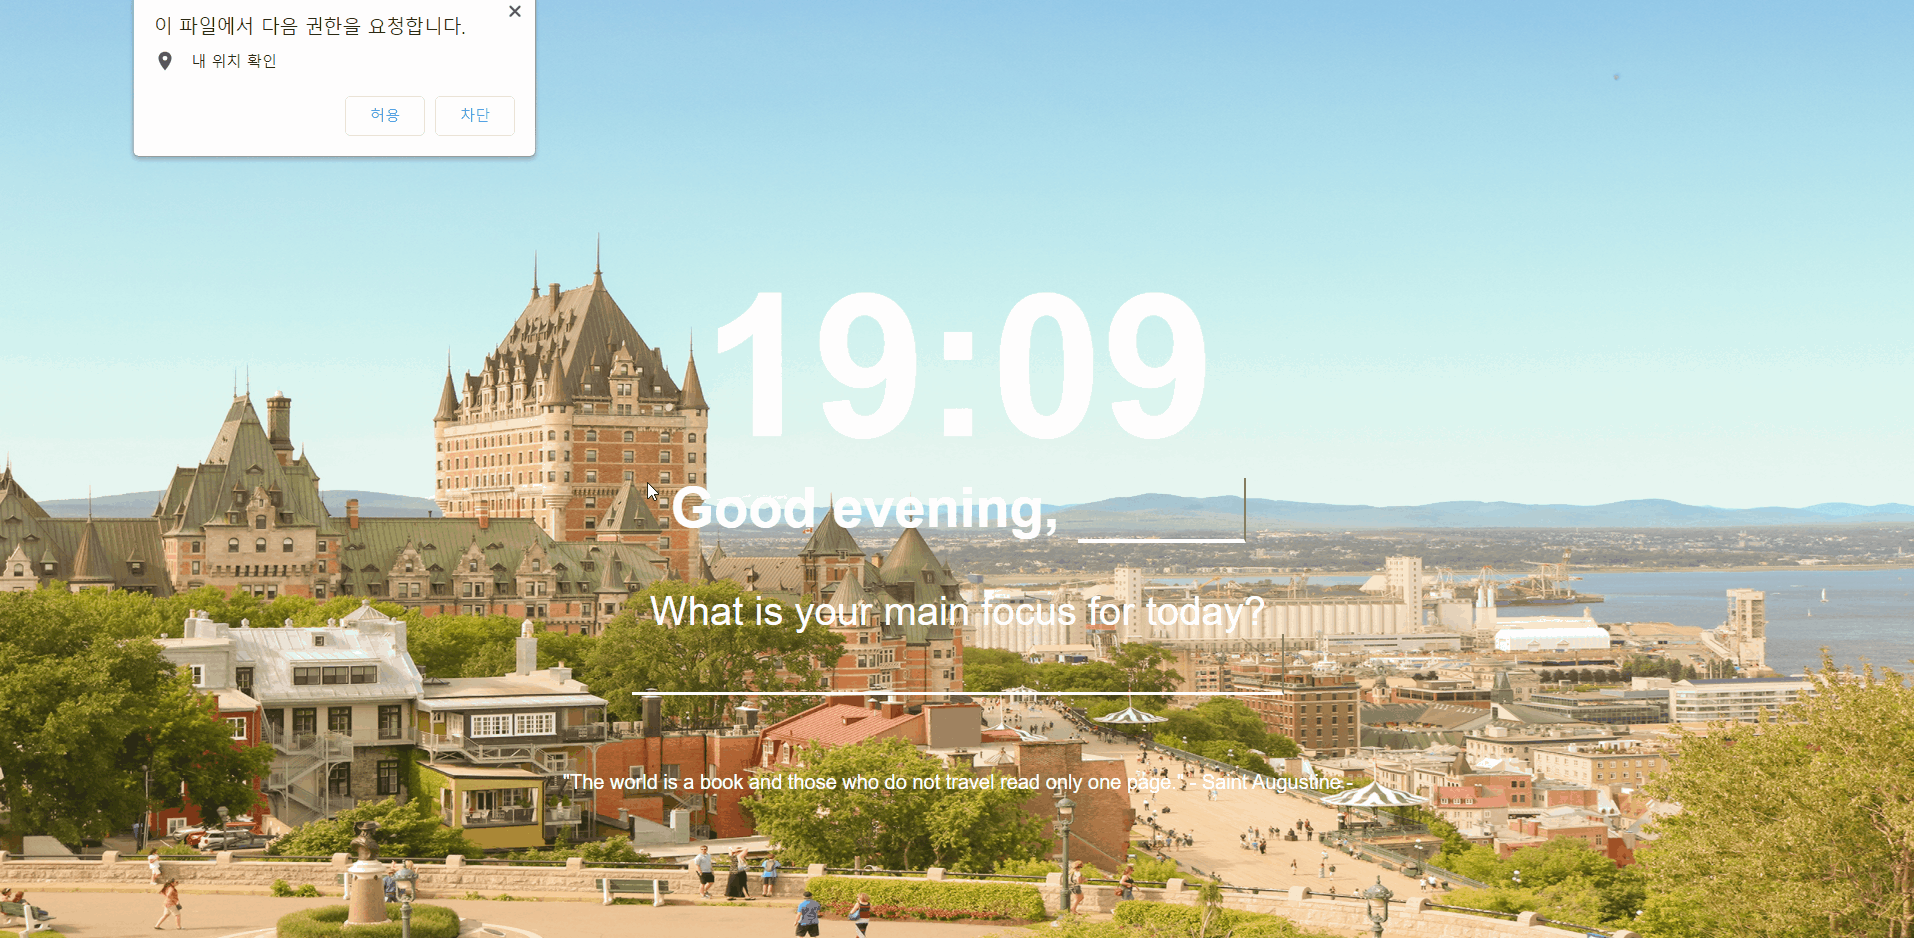 이 파일에서 다음 권한을 요청합니다.
내 위치 확인
허용 차단
19:09
Good evening,
What is your main focus for today?
"The world is a book and those who do not travel read only one page." - Saint Augustine -